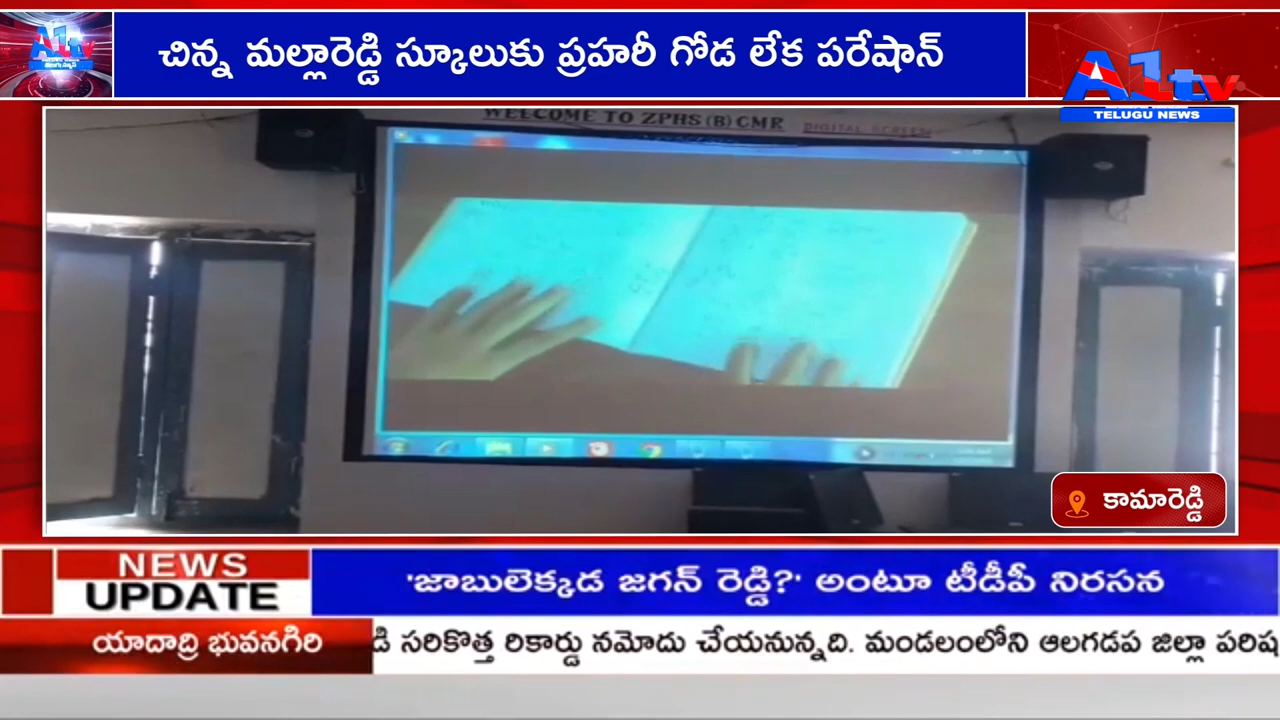 చిన్న మల్లారెడ్డి స్కూలుకు ప్రహరీ గోడ లేక పరేషాన్
A1tv
TELUGU NEWS
WELCOME TO ZPHS (B) CMR DIGITAL SCREEN
కామారెడ్డి
NEWS
UPDATE
'జాబులెక్కడ జగన్ రెడ్డి?' అంటూ టీడీపీ నిరసన
యాదాద్రి భువనగిరి
డి సరికొత్త రికార్డు నమోదు చేయనున్నది. మండలంలోని ఆలగడప జిల్లా పరిష